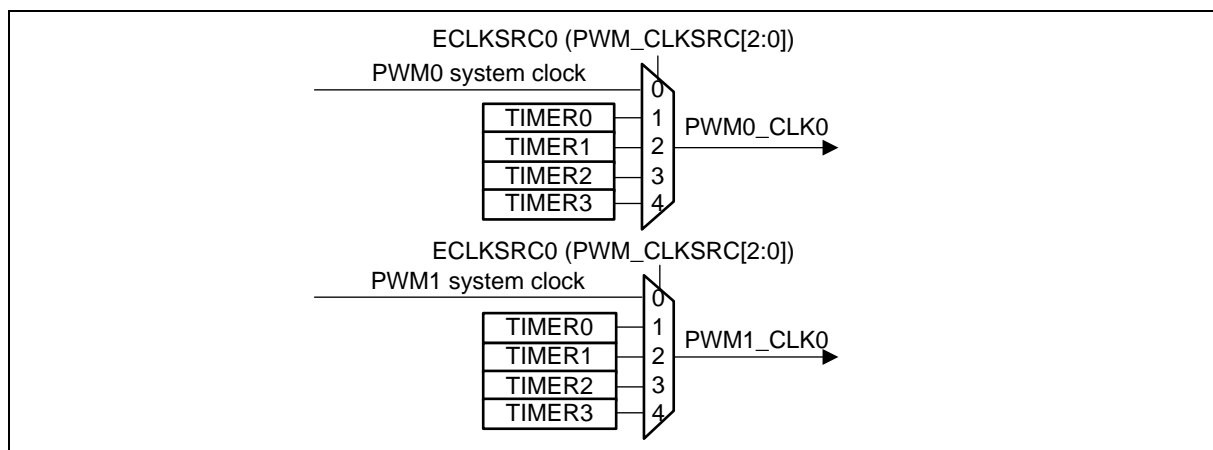 ECLKSRC0 (PWM_CLKSRC[2:0])
PWM0 system clock
0
TIMER0 1
PWM0_CLK0
TIMER1 2
TIMER2 3
TIMER3 4
ECLKSRC0 (PWM_CLKSRC[2:0])
PWM1 system clock
0
TIMER0 1
PWM1_CLK0
TIMER1 2
TIMER2 3
TIMER3 4